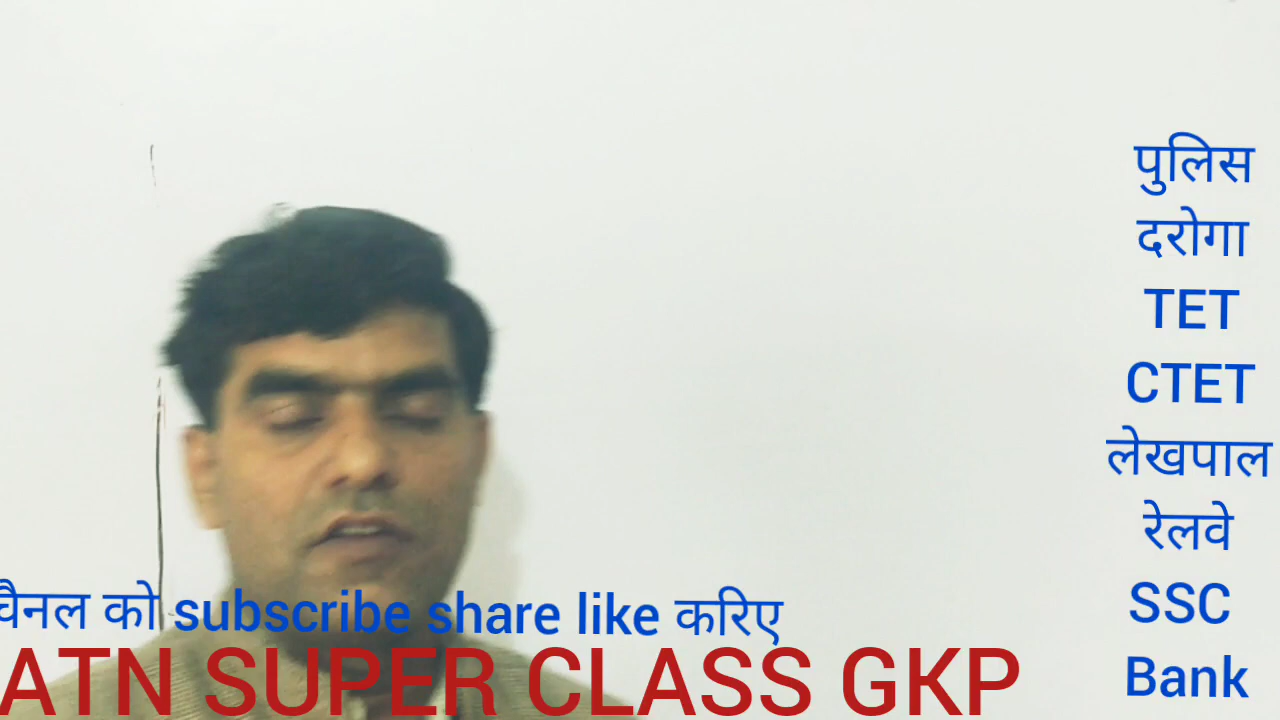 पुलिस
दरोगा
TET
CTET
लेखपाल
रेलवे
SSC
Bank
चैनल को subscribe share like करिए
ATN SUPER CLASS GKP